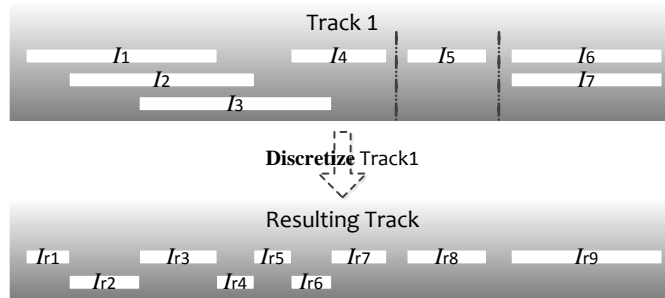 Track 1
I1 I4 I5 I6
I2 I7
I3
Discretize Track1
Resulting Track
Ir1 Ir3 Ir5 Ir7 Ir8 Ir9
Ir2 Ir4 Ir6